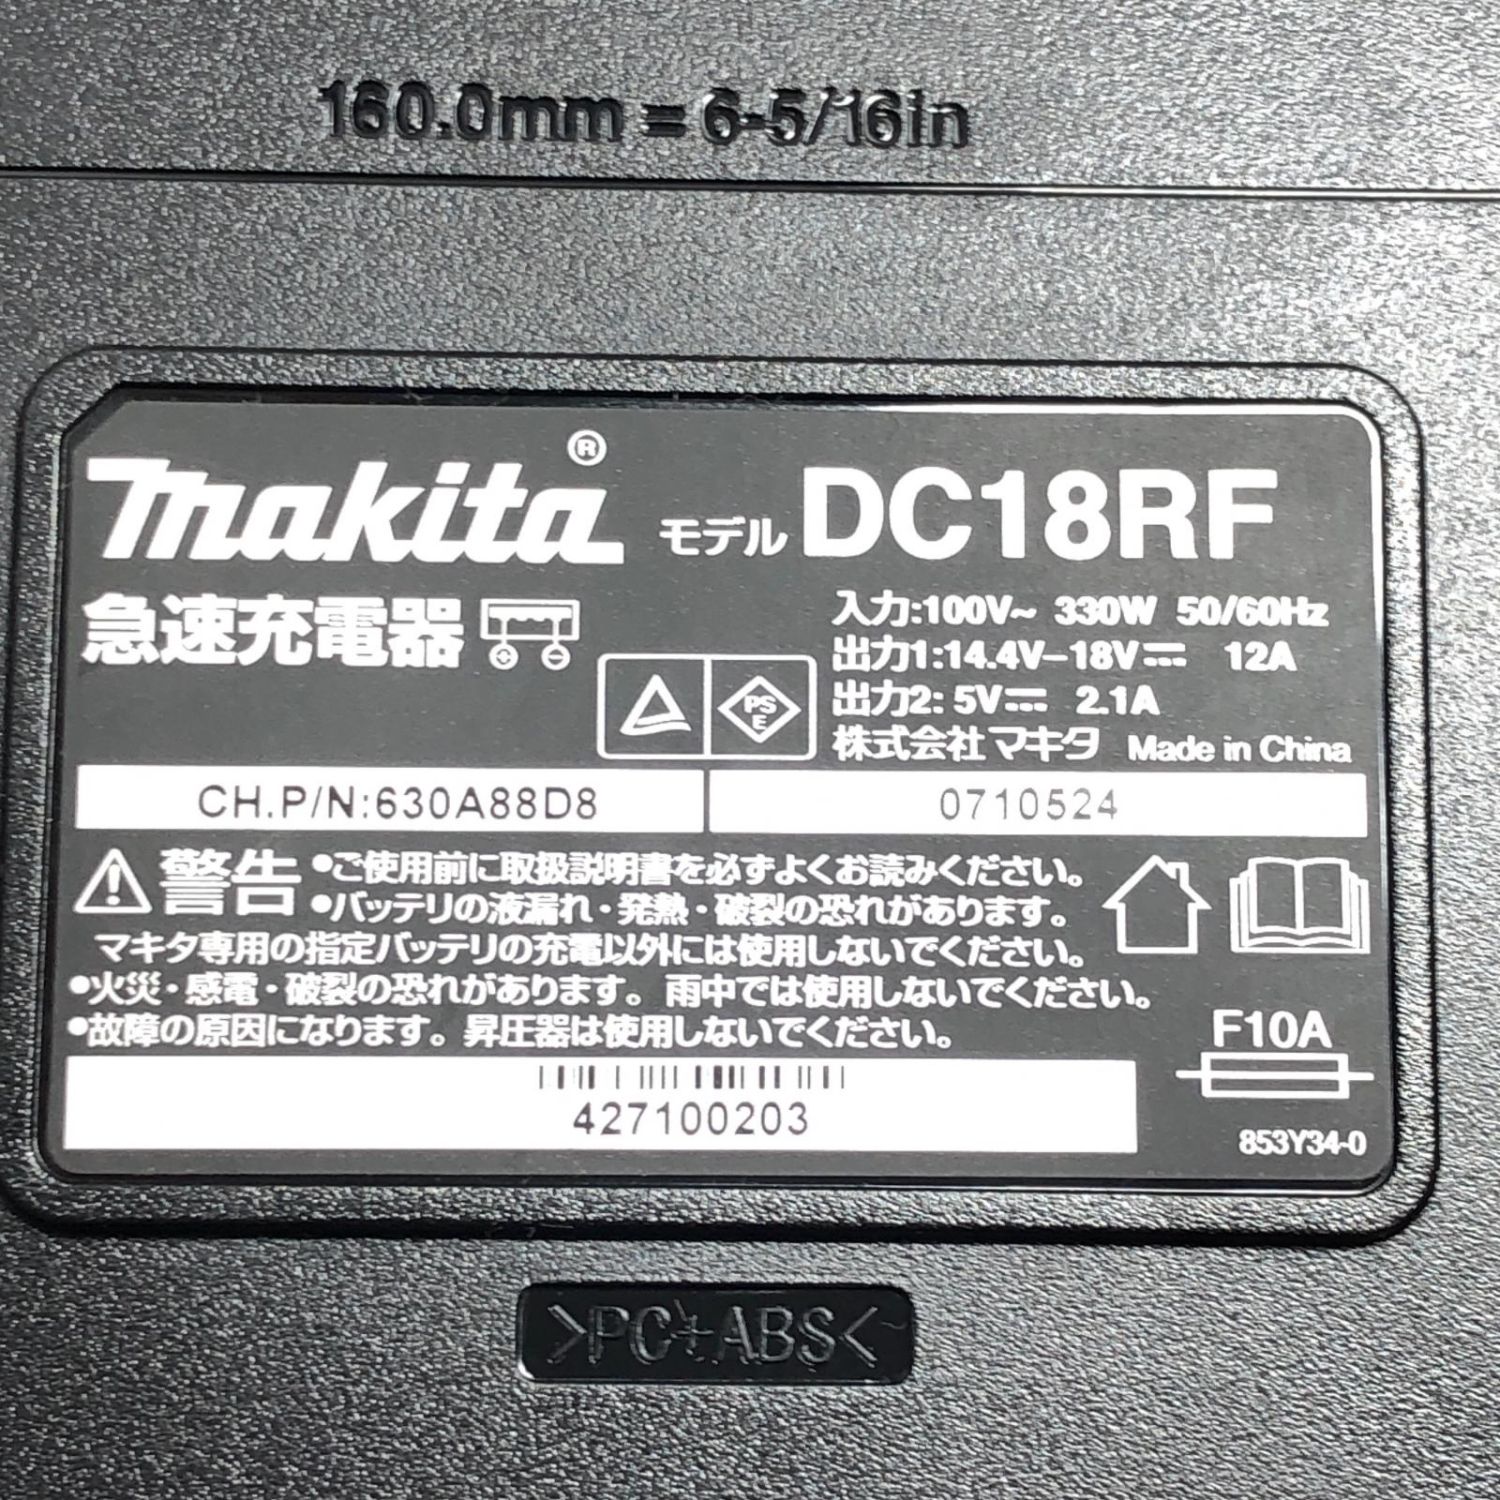 160.0mm = 6-5/16in
makita® モデル DC18RF
急速充電器
入力:100V~ 330W 50/60Hz
出力1:14.4V-18V⎓ 12A
出力2: 5V⎓ 2.1A
株式会社マキタ Made in China
PS
E
CH.P/N:630A88D8
0710524
警告
•ご使用前に取扱説明書を必ずよくお読みください。
•バッテリの液漏れ・発熱・破裂の恐れがあります。
マキタ専用の指定バッテリの充電以外には使用しないでください。
•火災・感電・破裂の恐れがあります。雨中では使用しないでください。
•故障の原因になります。昇圧器は使用しないでください。
F10A
427100203
853Y34-0
>PC+ABS<